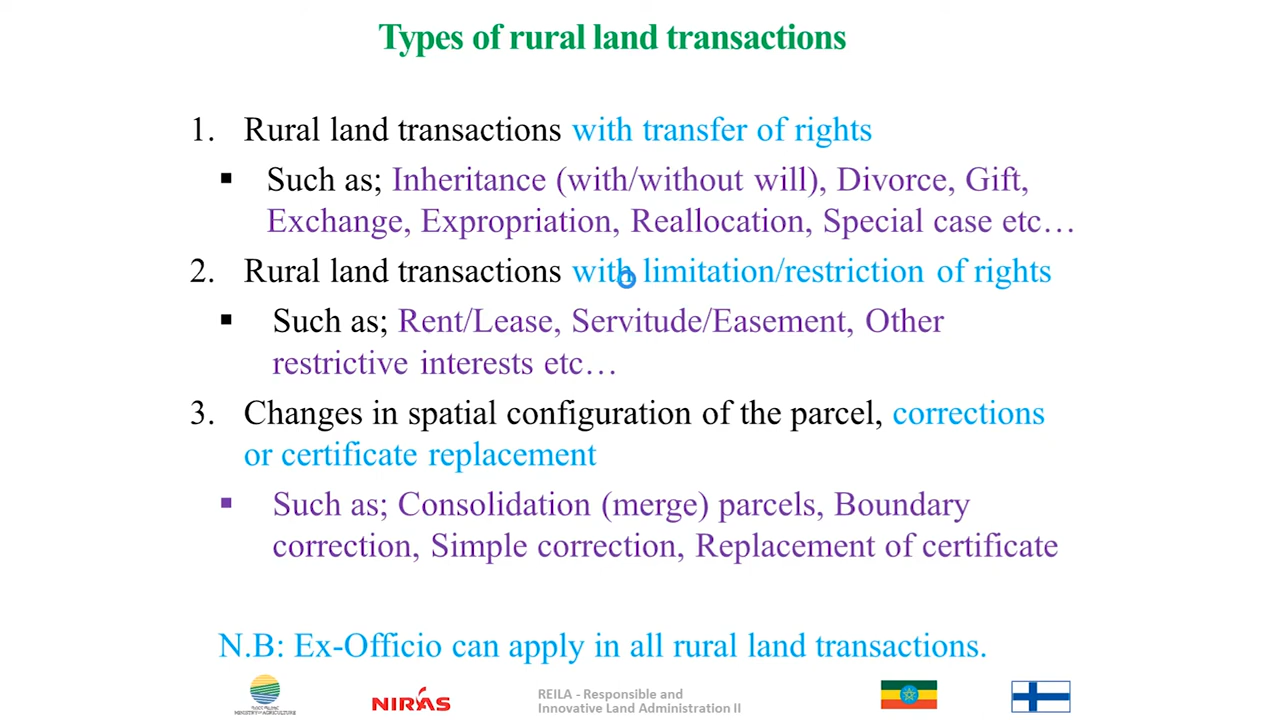 Types of rural land transactions
1. Rural land transactions with transfer of rights
▪ Such as; Inheritance (with/without will), Divorce, Gift,
Exchange, Expropriation, Reallocation, Special case etc…
2. Rural land transactions with limitation/restriction of rights
▪ Such as; Rent/Lease, Servitude/Easement, Other
restrictive interests etc…
3. Changes in spatial configuration of the parcel, corrections
or certificate replacement
▪ Such as; Consolidation (merge) parcels, Boundary
correction, Simple correction, Replacement of certificate
N.B: Ex-Officio can apply in all rural land transactions.
MINISTRY OF AGRICULTURE
NIRAS
REILA - Responsible and
Innovative Land Administration II